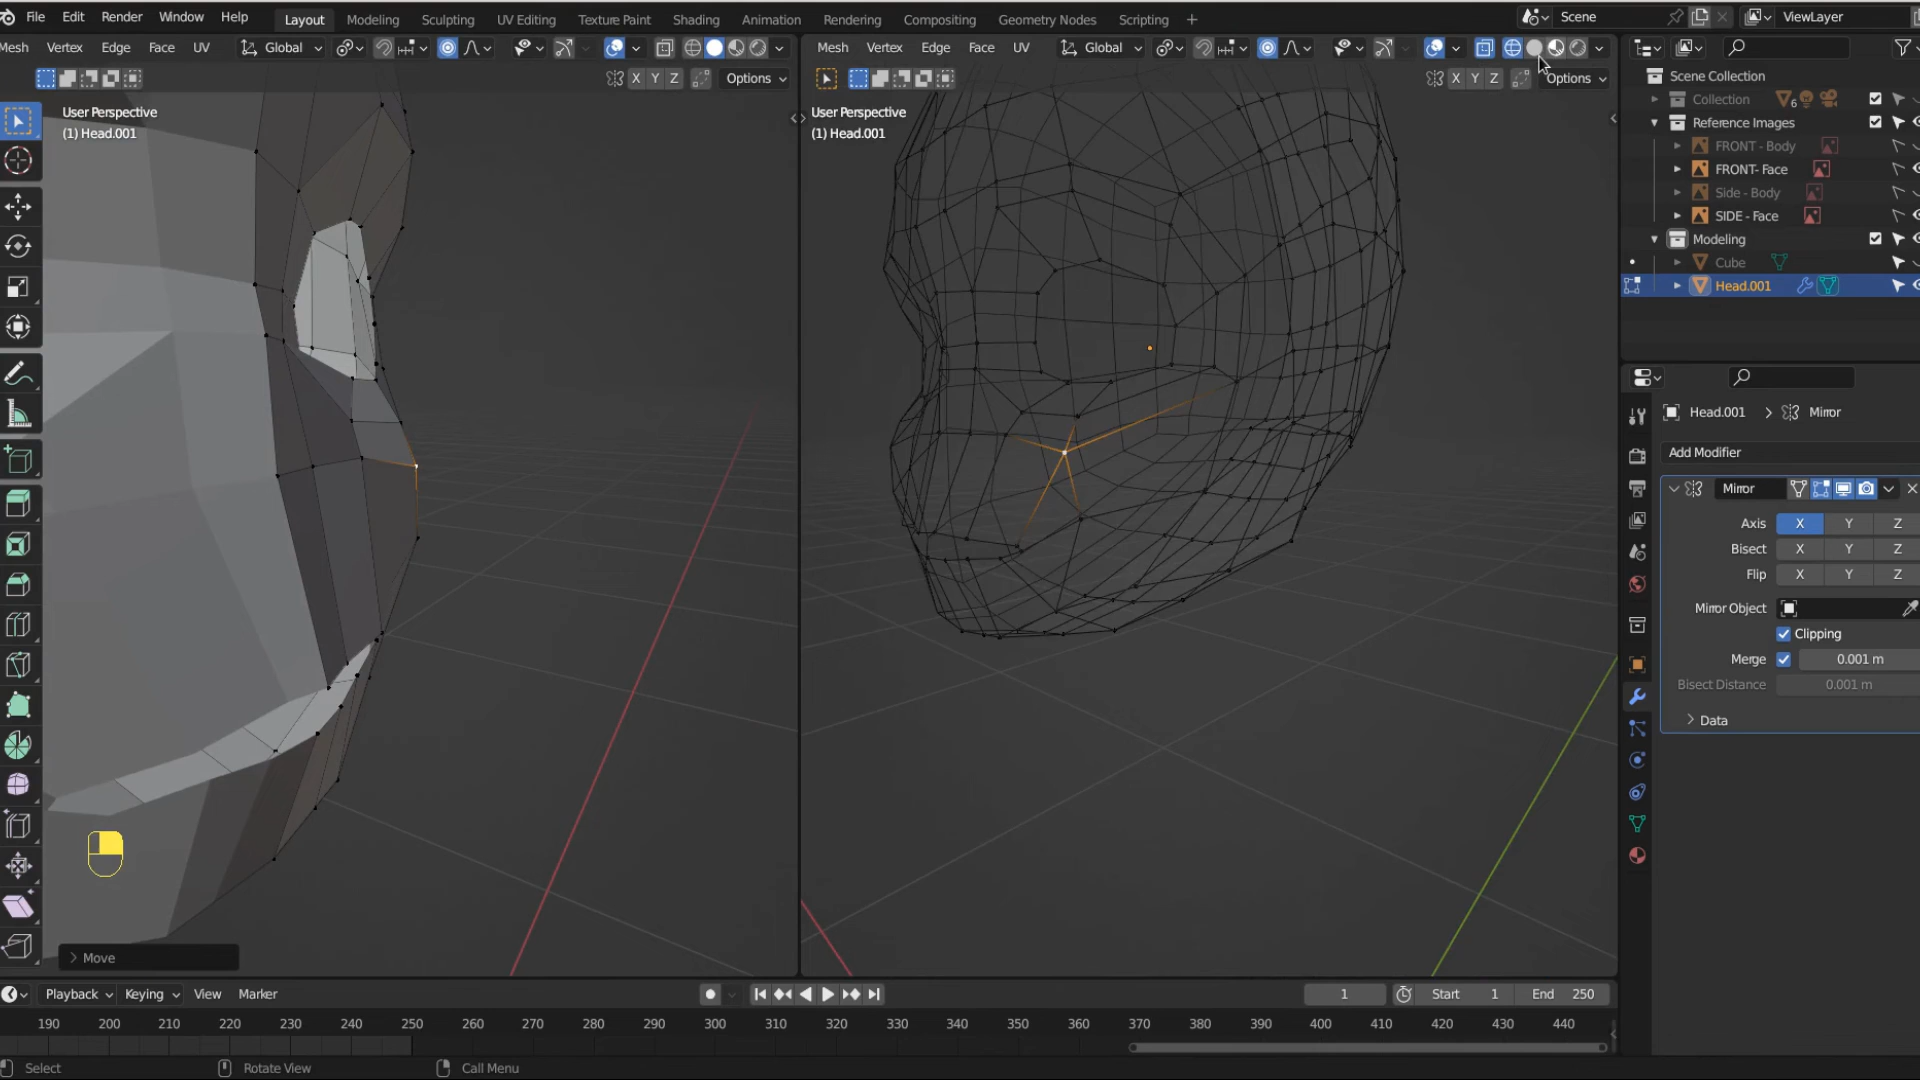 File Edit Render Window Help Layout Modeling Sculpting UV Editing Texture Paint Shading Animation Rendering Compositing Geometry Nodes Scripting + Scene ViewLayer
Mesh Vertex Edge Face UV Global
X Y Z Options
User Perspective
(1) Head.001
Move
Mesh Vertex Edge Face UV Global
X Y Z Options
User Perspective
(1) Head.001
Scene Collection
Collection 6
Reference Images
FRONT - Body
FRONT- Face
Side - Body
SIDE - Face
Modeling
Cube
Head.001
Head.001 > Mirror
Add Modifier
Mirror
Axis X Y Z
Bisect X Y Z
Flip X Y Z
Mirror Object
Clipping
Merge 0.001 m
Bisect Distance 0.001 m
Data
Playback Keying View Marker 1 Start 1 End 250
190 200 210 220 230 240 250 260 270 280 290 300 310 320 330 340 350 360 370 380 390 400 410 420 430 440
Select Rotate View Call Menu